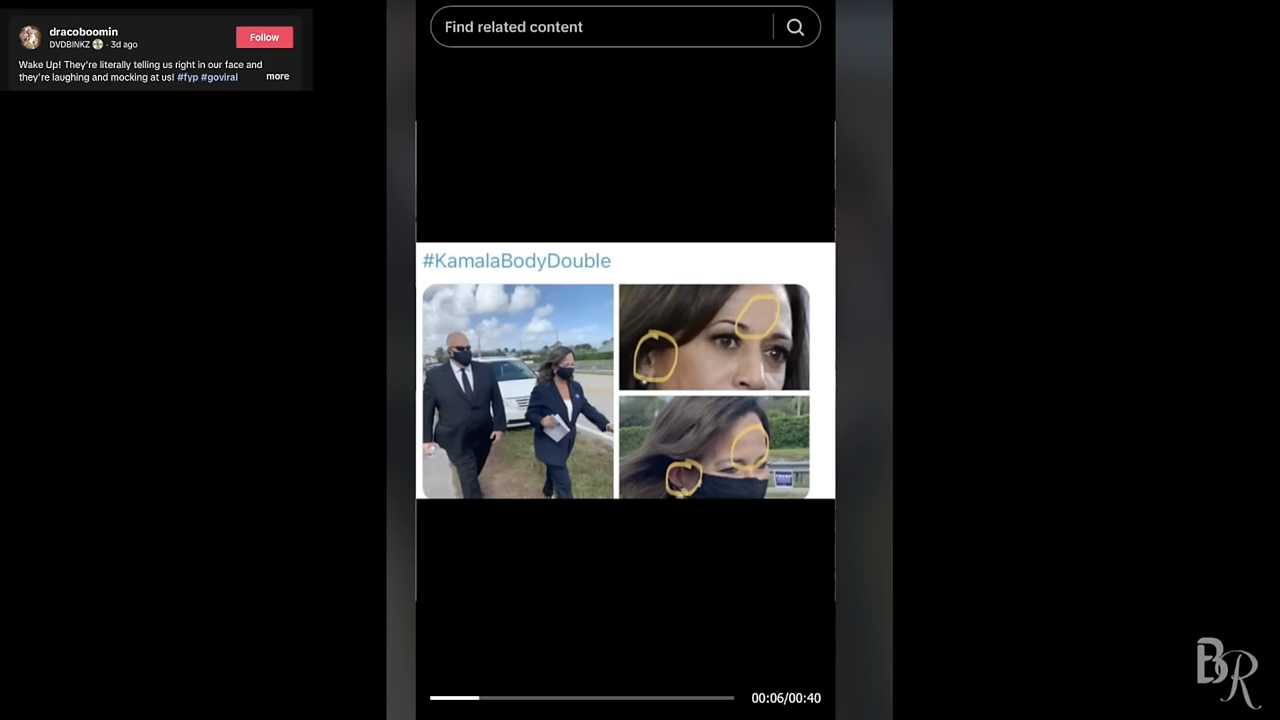 dracoboomin
DVDBINKZ · 3d ago
Follow
Wake Up! They're literally telling us right in our face and
they're laughing and mocking at us! #fyp #goviral
more
Find related content
#KamalaBodyDouble
00:06/00:40
BR